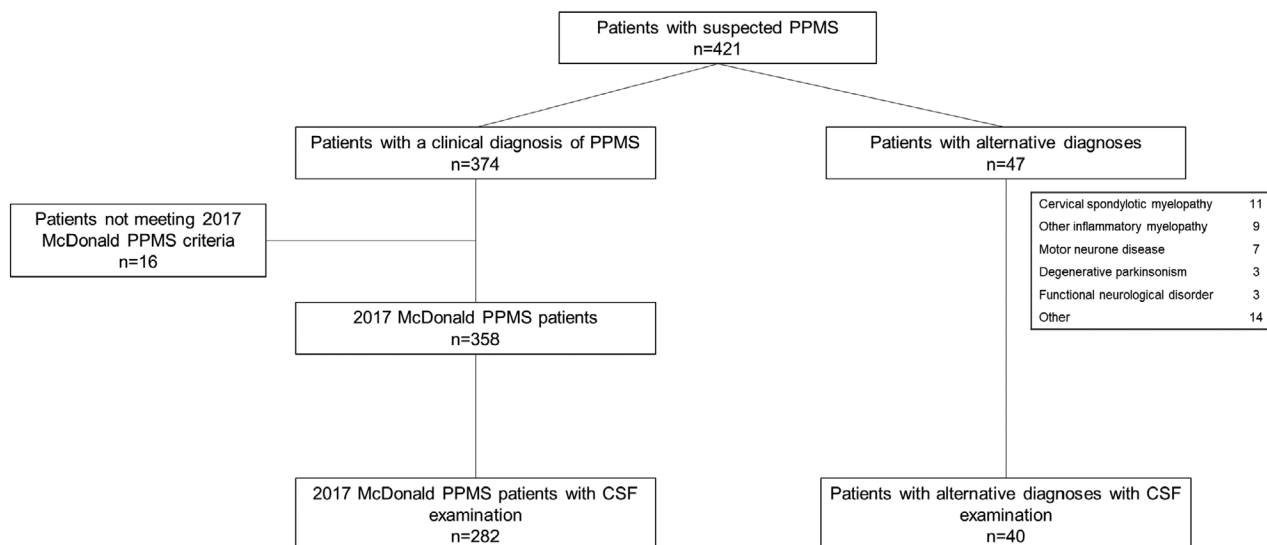 Patients with suspected PPMS
n=421
Patients with a clinical diagnosis of PPMS
n=374
Patients with alternative diagnoses
n=47
Patients not meeting 2017
McDonald PPMS criteria
n=16
Cervical spondylotic myelopathy 11
Other inflammatory myelopathy 9
Motor neurone disease 7
Degenerative parkinsonism 3
Functional neurological disorder 3
Other 14
2017 McDonald PPMS patients
n=358
2017 McDonald PPMS patients with CSF
examination
n=282
Patients with alternative diagnoses with CSF
examination
n=40